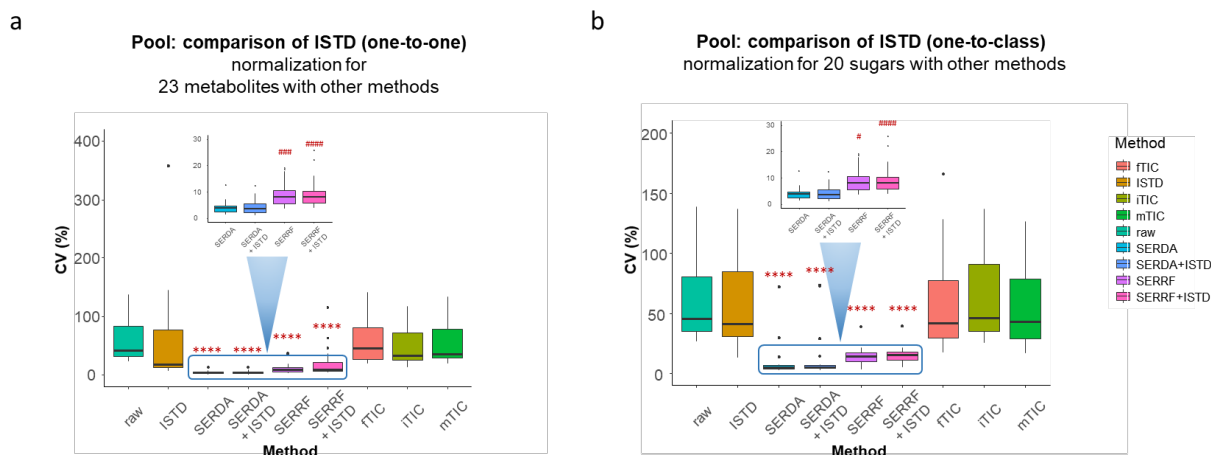 a
Pool: comparison of ISTD (one-to-one)
normalization for
23 metabolites with other methods
400
300
200
100
0
CV (%)
30
20
10
0
###
####
SERDA
SERDA
+ ISTD
SERRF
SERRF
+ ISTD
****
****
****
****
raw
ISTD
SERDA
SERDA
+ ISTD
SERRF
SERRF
+ ISTD
fTIC
iTIC
mTIC
Method
b
Pool: comparison of ISTD (one-to-class)
normalization for 20 sugars with other methods
200
150
100
50
0
CV (%)
30
20
10
0
#
####
SERDA
SERDA
+ ISTD
SERRF
SERRF
+ ISTD
****
****
****
****
raw
ISTD
SERDA
SERDA
+ ISTD
SERRF
SERRF
+ ISTD
fTIC
iTIC
mTIC
Method
Method
fTIC
ISTD
iTIC
mTIC
raw
SERDA
SERDA+ISTD
SERRF
SERRF+ISTD